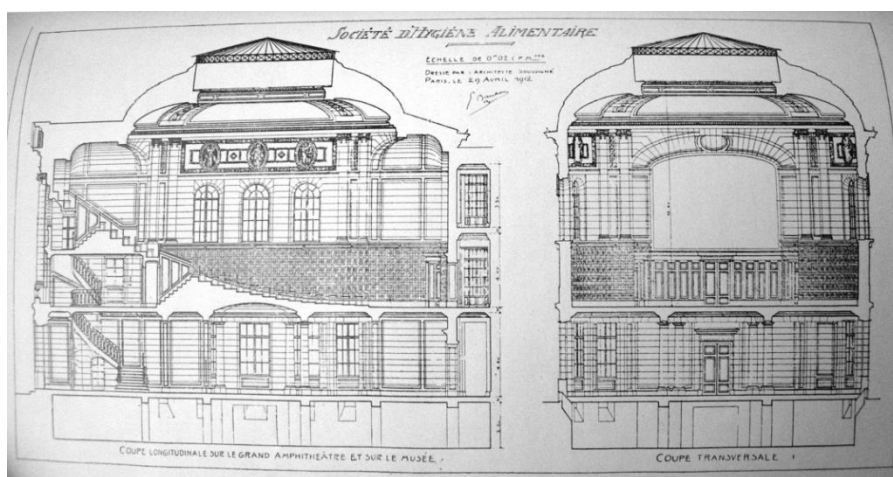 SOCIÉTÉ D'HYGIÈNE ALIMENTAIRE
ÉCHELLE DE 0.02 P.M.
DRESSÉ PAR L'ARCHITECTE SOUSSIGNÉ
PARIS, LE 29 AVRIL 1912
COUPE LONGITUDINALE SUR LE GRAND AMPHITHÉÂTRE ET SUR LE MUSÉE.
COUPE TRANSVERSALE